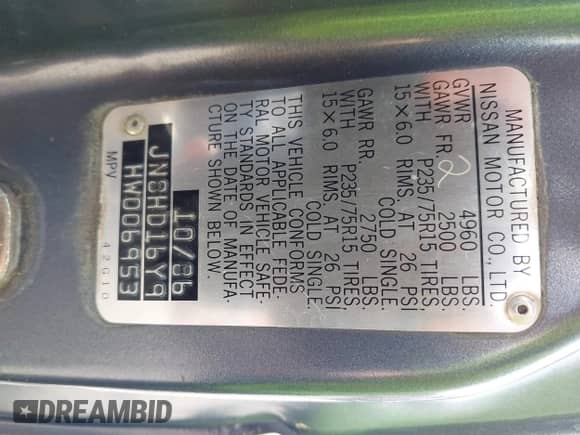 MANUFACTURED BY
NISSAN MOTOR CO., LTD.
GVWR 4960 LBS.
GAWR FR. 2500 LBS.
2
WITH P235/75R15 TIRES,
15×6.0 RIMS, AT 26 PSI
COLD SINGLE.
GAWR RR. 2750 LBS.
WITH P235/75R15 TIRES,
15×6.0 RIMS, AT 26 PSI
COLD SINGLE
THIS VEHICLE CONFORMS
TO ALL APPLICABLE FEDE-
RAL MOTOR VEHICLE SAFE-
TY STANDARDS IN EFFECT
ON THE DATE OF MANUFA-
CTURE SHOWN BELOW.
10/86
JN8HD16Y9
HW006953
MPV 42G10
DREAMBID